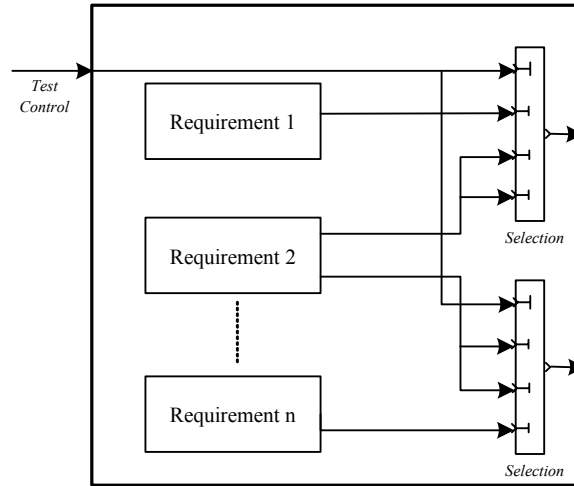 Test
Control
Requirement 1
Selection
Requirement 2
Requirement n
Selection